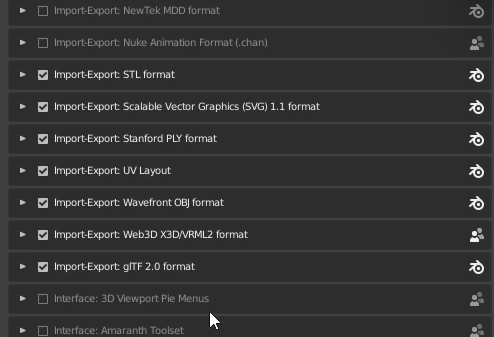 Import-Export: NewTek MDD format
Import-Export: Nuke Animation Format (.chan)
Import-Export: STL format
Import-Export: Scalable Vector Graphics (SVG) 1.1 format
Import-Export: Stanford PLY format
Import-Export: UV Layout
Import-Export: Wavefront OBJ format
Import-Export: Web3D X3D/VRML2 format
Import-Export: glTF 2.0 format
Interface: 3D Viewport Pie Menus
Interface: Amaranth Toolset